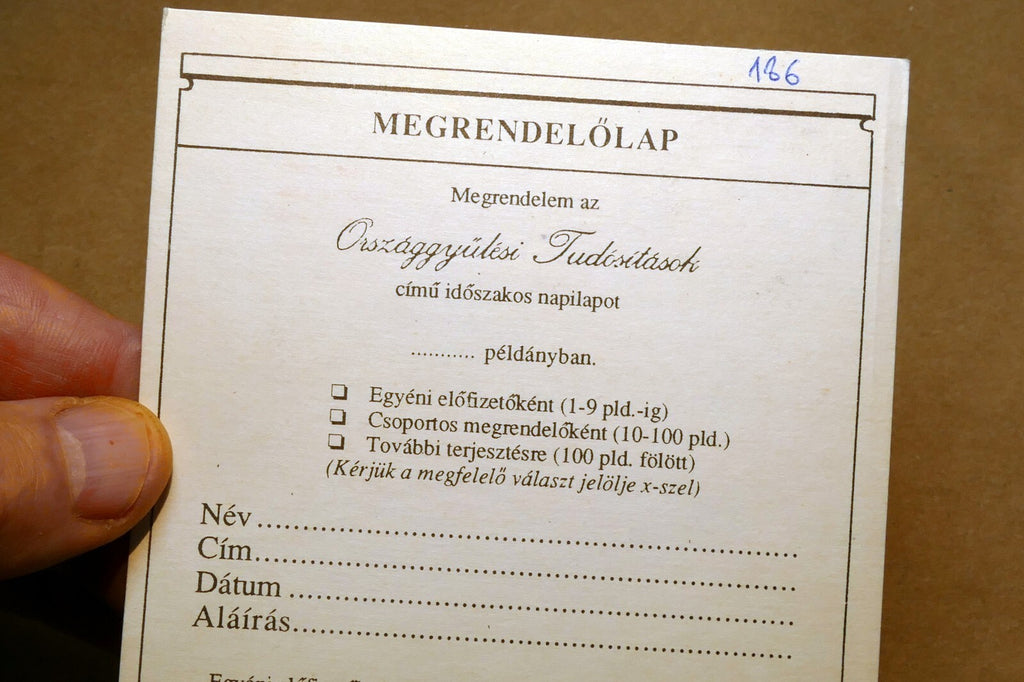 186
MEGRENDELŐLAP
Megrendelem az
Országgyűlési Tudósítások
című időszakos napilapot
........... példányban.
❏ Egyéni előfizetőként (1-9 pld.-ig)
❏ Csoportos megrendelőként (10-100 pld.)
❏ További terjesztésre (100 pld. fölött)
(Kérjük a megfelelő választ jelölje x-szel)
Név
Cím
Dátum
Aláírás